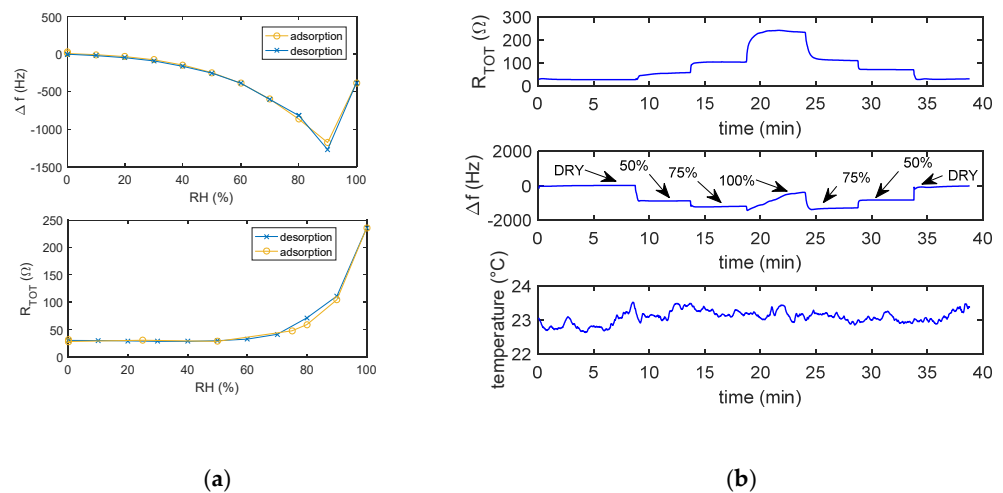 500
0
-500
-1000
-1500
Δ f (Hz)
adsorption
desorption
0 20 40 60 80 100
RH (%)
250
200
150
100
50
0
R_TOT (Ω)
desorption
adsorption
0 20 40 60 80 100
RH (%)
(a)
300
200
100
0
R_TOT (Ω)
0 5 10 15 20 25 30 35 40
time (min)
2000
0
-2000
Δf (Hz)
DRY 50% 75% 100% 75% 50% DRY
0 5 10 15 20 25 30 35 40
time (min)
24
23
22
temperature (°C)
0 5 10 15 20 25 30 35 40
time (min)
(b)